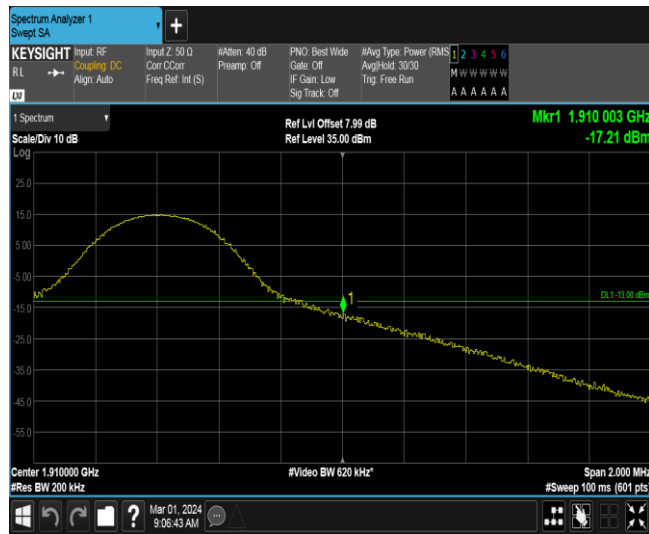 Spectrum Analyzer 1
Swept SA
+
KEYSIGHT
RL
LXI
Input: RF
Coupling: DC
Align: Auto
Input Z: 50 Ω
Corr CCorr
Freq Ref: Int (S)
#Atten: 40 dB
Preamp: Off
PNO: Best Wide
Gate: Off
IF Gain: Low
Sig Track: Off
#Avg Type: Power (RMS
Avg|Hold: 30/30
Trig: Free Run
1 2 3 4 5 6
M W W W W W
A A A A A A
1 Spectrum
Scale/Div 10 dB
Ref Lvl Offset 7.99 dB
Ref Level 35.00 dBm
Mkr1 1.910 003 GHz
-17.21 dBm
Log
25.0
15.0
5.00
-5.00
-15.0
-25.0
-35.0
-45.0
-55.0
1
DL1 -13.00 dBm
Center 1.910000 GHz
#Res BW 200 kHz
#Video BW 620 kHz*
Span 2.000 MHz
#Sweep 100 ms (601 pts)
?
Mar 01, 2024
9:06:43 AM